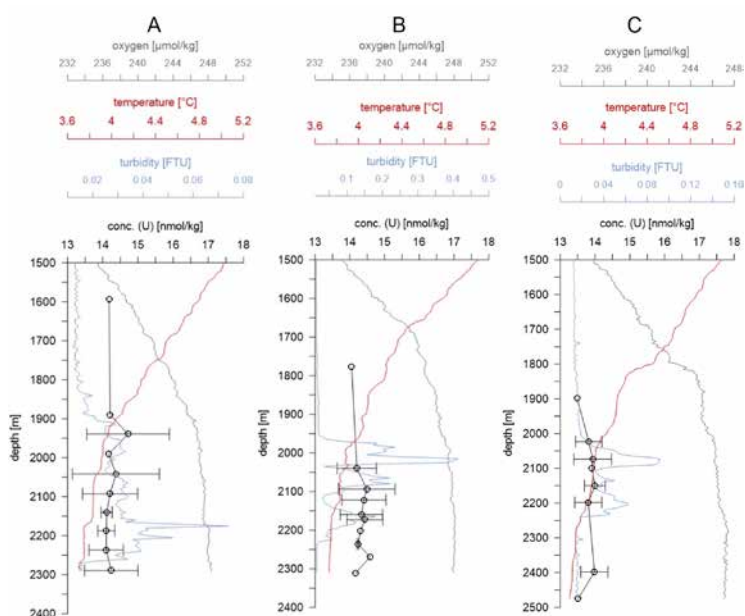 A
oxygen [µmol/kg]
232 236 240 244 248 252
temperature [°C]
3.6 4 4.4 4.8 5.2
turbidity [FTU]
0.02 0.04 0.06 0.08
conc. (U) [nmol/kg]
13 14 15 16 17 18
depth [m]
1500
1600
1700
1800
1900
2000
2100
2200
2300
2400
B
oxygen [µmol/kg]
232 236 240 244 248 252
temperature [°C]
3.6 4 4.4 4.8 5.2
turbidity [FTU]
0.1 0.2 0.3 0.4 0.5
conc. (U) [nmol/kg]
13 14 15 16 17 18
depth [m]
1500
1600
1700
1800
1900
2000
2100
2200
2300
2400
C
oxygen [µmol/kg]
232 236 240 244 248
temperature [°C]
3.6 4 4.4 4.8 5.2
turbidity [FTU]
0 0.04 0.08 0.12 0.16
conc. (U) [nmol/kg]
13 14 15 16 17 18
depth [m]
1500
1600
1700
1800
1900
2000
2100
2200
2300
2400
2500